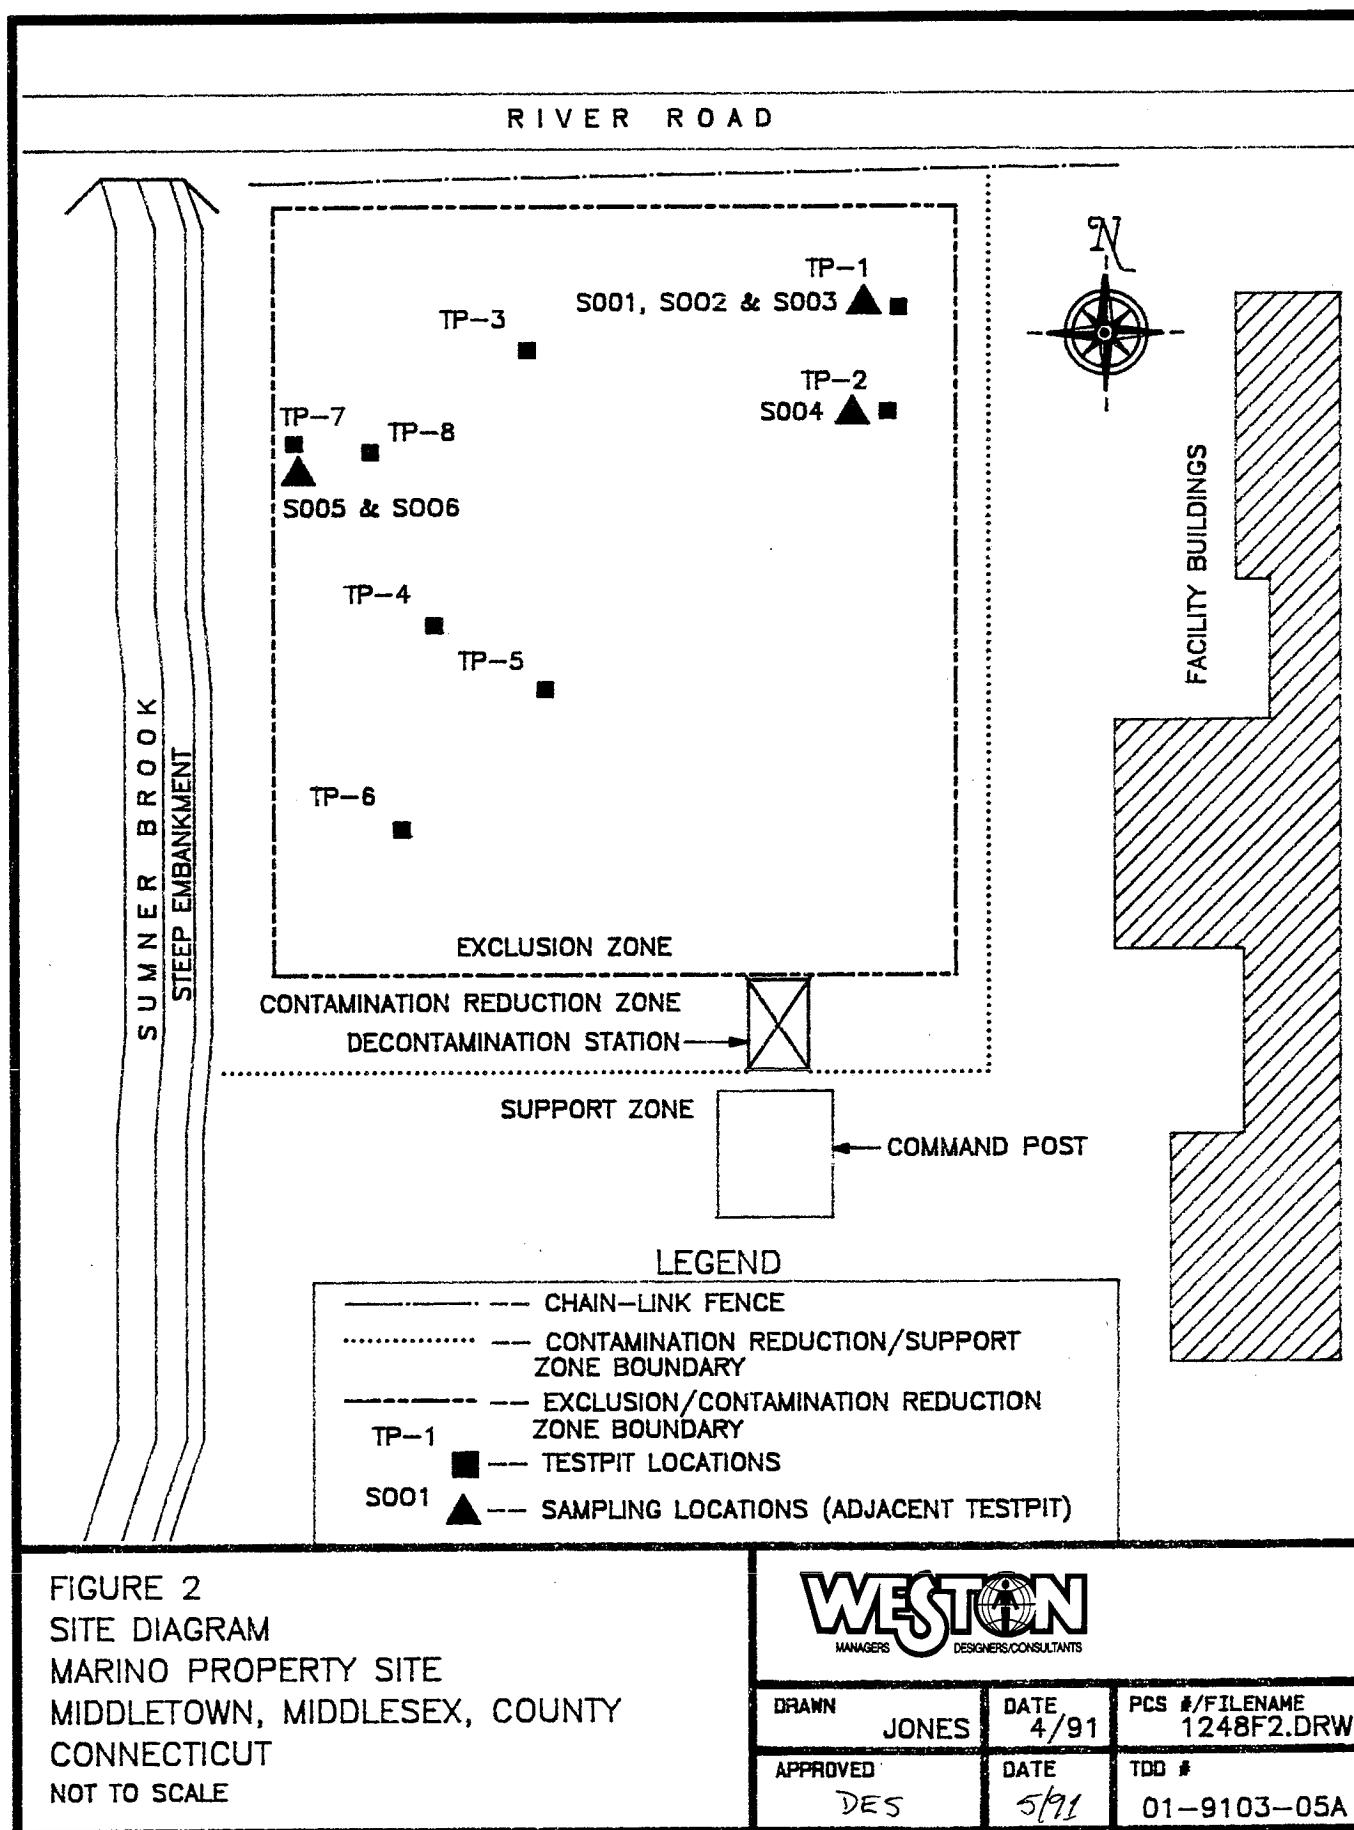 RIVER ROAD
N
TP-1
S001, S002 & S003
TP-3
TP-2
S004
TP-7
TP-8
S005 & S006
FACILITY BUILDINGS
TP-4
TP-5
SUMNER BROOK
STEEP EMBANKMENT
TP-6
EXCLUSION ZONE
CONTAMINATION REDUCTION ZONE
DECONTAMINATION STATION
SUPPORT ZONE
COMMAND POST
LEGEND
CHAIN-LINK FENCE
CONTAMINATION REDUCTION/SUPPORT
ZONE BOUNDARY
EXCLUSION/CONTAMINATION REDUCTION
ZONE BOUNDARY
TP-1
TESTPIT LOCATIONS
S001
SAMPLING LOCATIONS (ADJACENT TESTPIT)
FIGURE 2
SITE DIAGRAM
MARINO PROPERTY SITE
MIDDLETOWN, MIDDLESEX, COUNTY
CONNECTICUT
NOT TO SCALE
WESTON
MANAGERS DESIGNERS/CONSULTANTS
DRAWN
JONES
DATE
4/91
PCS #/FILENAME
1248F2.DRW
APPROVED
DES
DATE
5/91
TDD #
01-9103-05A